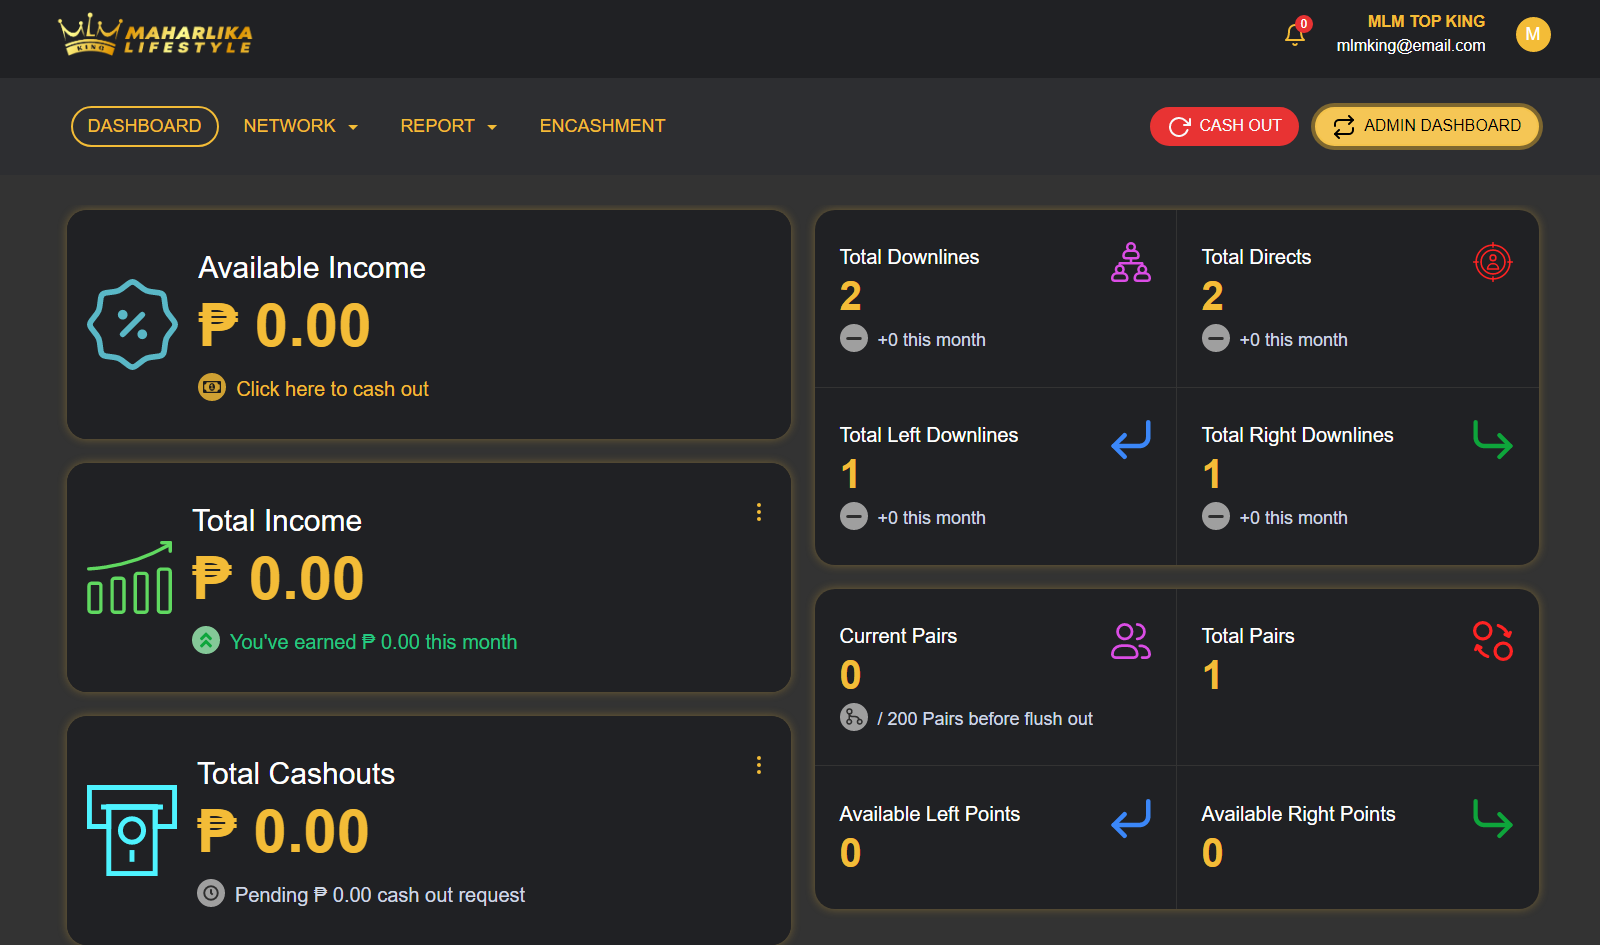 MAHARLIKA
KING
LIFESTYLE
0
MLM TOP KING
mlmking@email.com
M
DASHBOARD
NETWORK
REPORT
ENCASHMENT
CASH OUT
ADMIN DASHBOARD
Available Income
₱ 0.00
Click here to cash out
Total Income
₱ 0.00
You've earned ₱ 0.00 this month
Total Cashouts
₱ 0.00
Pending ₱ 0.00 cash out request
Total Downlines
2
+0 this month
Total Directs
2
+0 this month
Total Left Downlines
1
+0 this month
Total Right Downlines
1
+0 this month
Current Pairs
0
/ 200 Pairs before flush out
Total Pairs
1
Available Left Points
0
Available Right Points
0